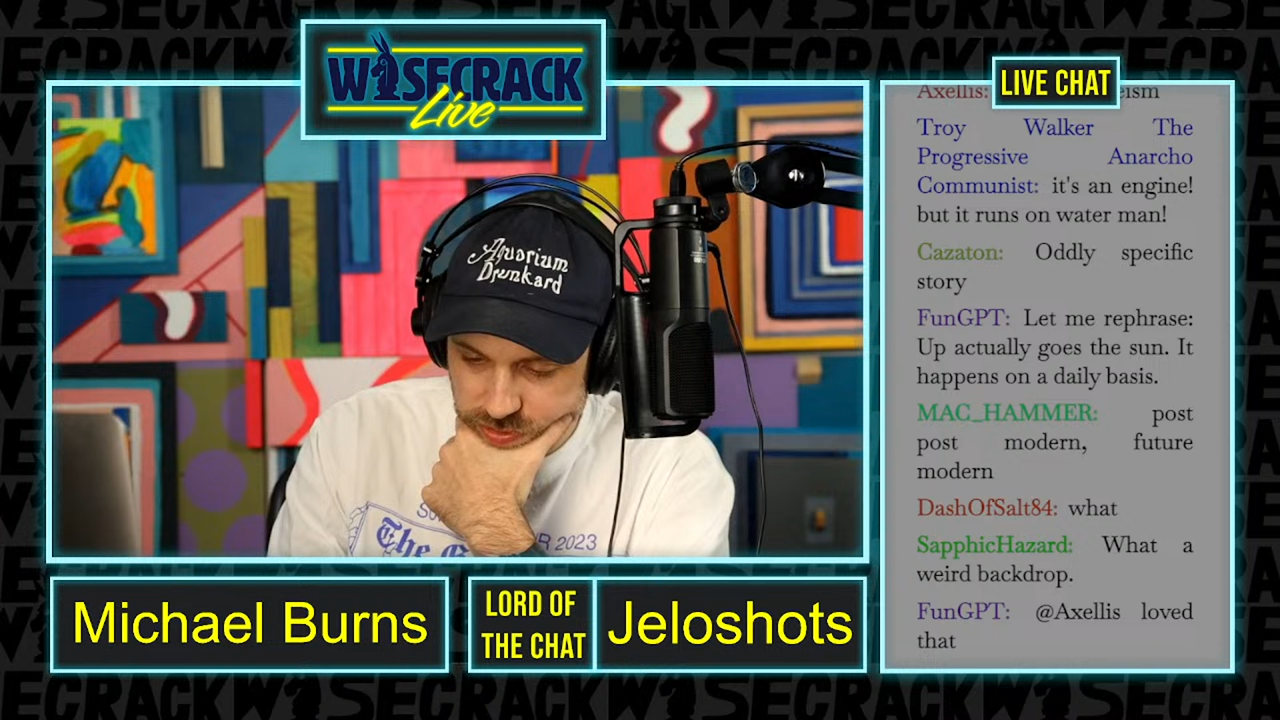 WISECRACK
Live
LIVE CHAT
Aquarium
Drunkard
The
R 2023
Michael Burns
LORD OF
THE CHAT
Jeloshots
Axellis: eism
Troy Walker The
Progressive Anarcho
Communist: it's an engine!
but it runs on water man!
Cazaton: Oddly specific
story
FunGPT: Let me rephrase:
Up actually goes the sun. It
happens on a daily basis.
MAC_HAMMER: post
post modern, future
modern
DashOfSalt84: what
SapphicHazard: What a
weird backdrop.
FunGPT: @Axellis loved
that